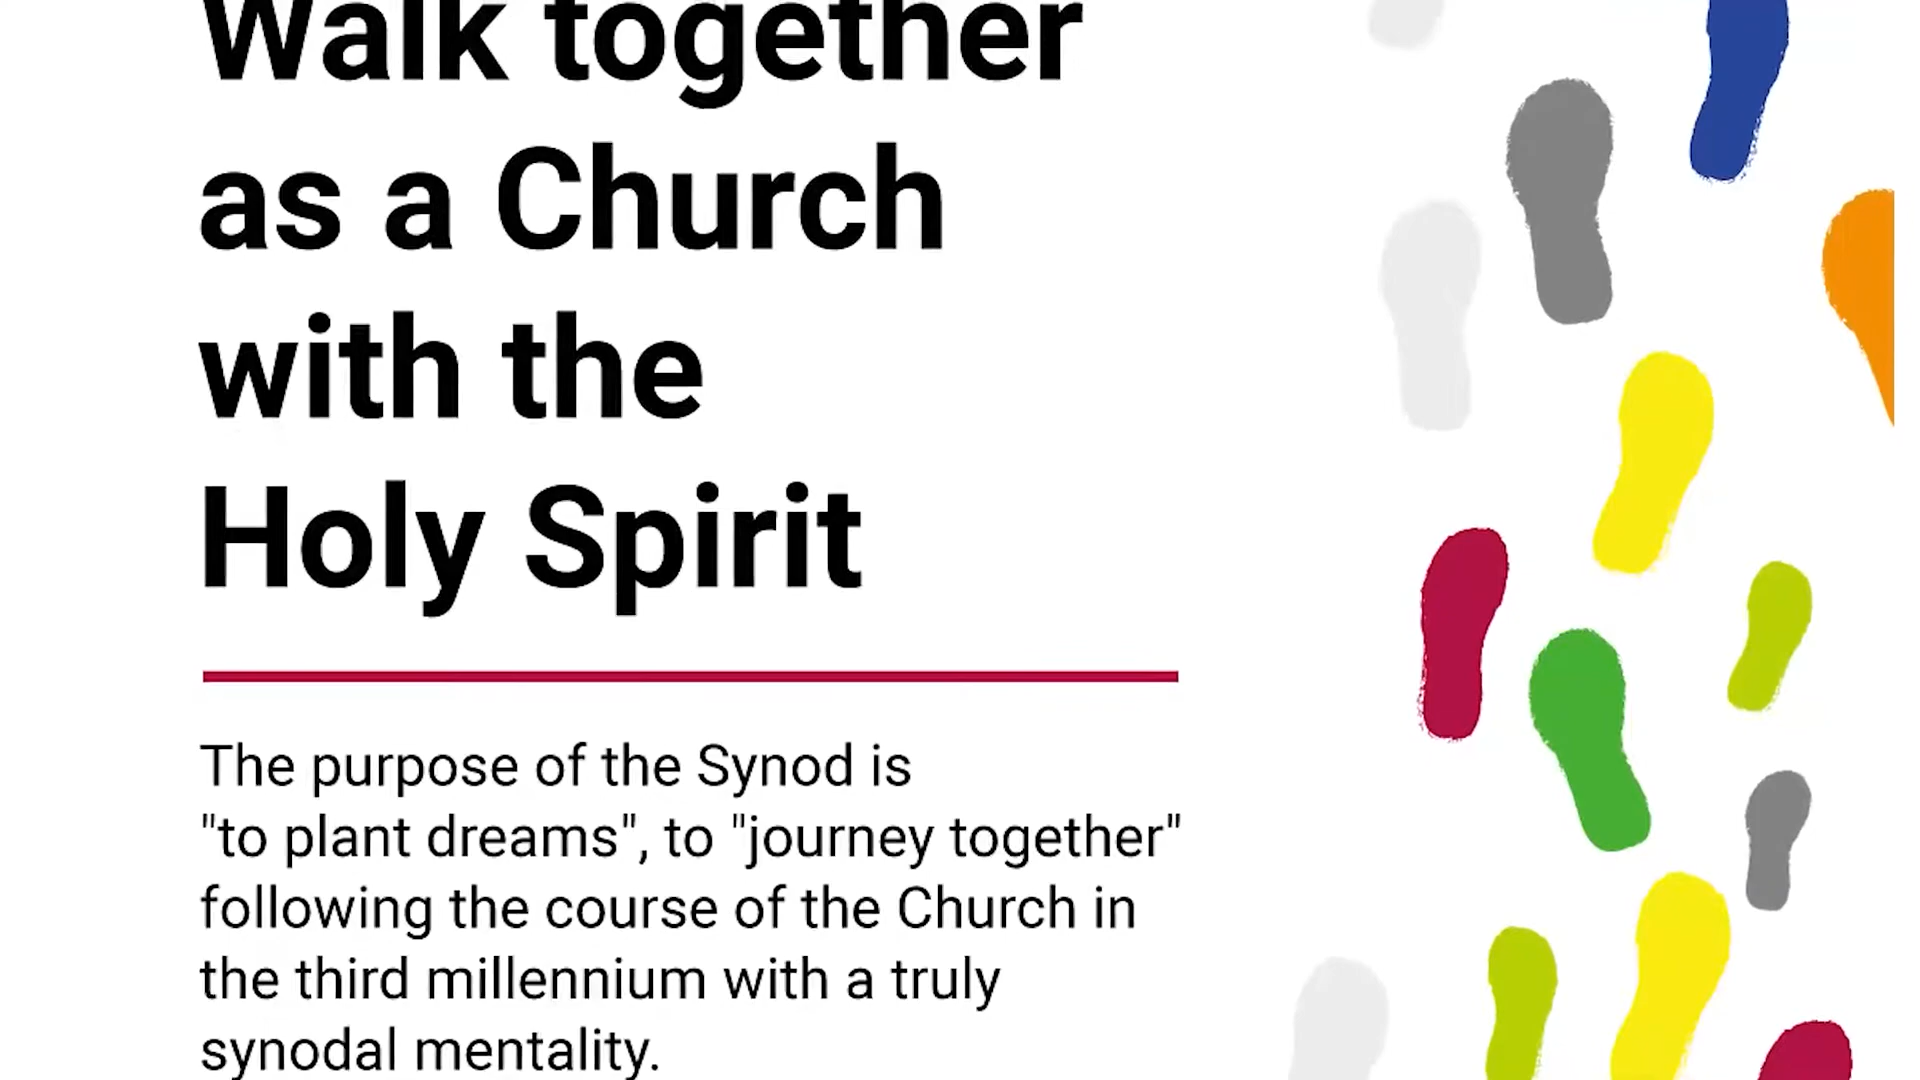 Walk together
as a Church
with the
Holy Spirit
The purpose of the Synod is
"to plant dreams", to "journey together"
following the course of the Church in
the third millennium with a truly
synodal mentality.